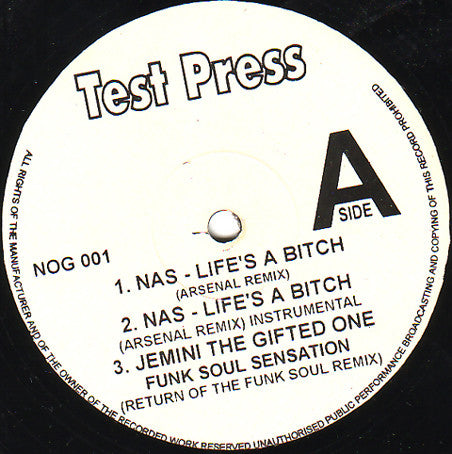 Test Press
A
SIDE
NOG 001
1. NAS - LIFE'S A BITCH
(ARSENAL REMIX)
2. NAS - LIFE'S A BITCH
(ARSENAL REMIX) INSTRUMENTAL
3. JEMINI THE GIFTED ONE
FUNK SOUL SENSATION
(RETURN OF THE FUNK SOUL REMIX)
ALL RIGHTS OF THE MANUFACTURER AND OF THE OWNER OF THE RECORDED WORK RESERVED UNAUTHORISED PUBLIC PERFORMANCE BROADCASTING AND COPYING OF THIS RECORD PROHIBITED